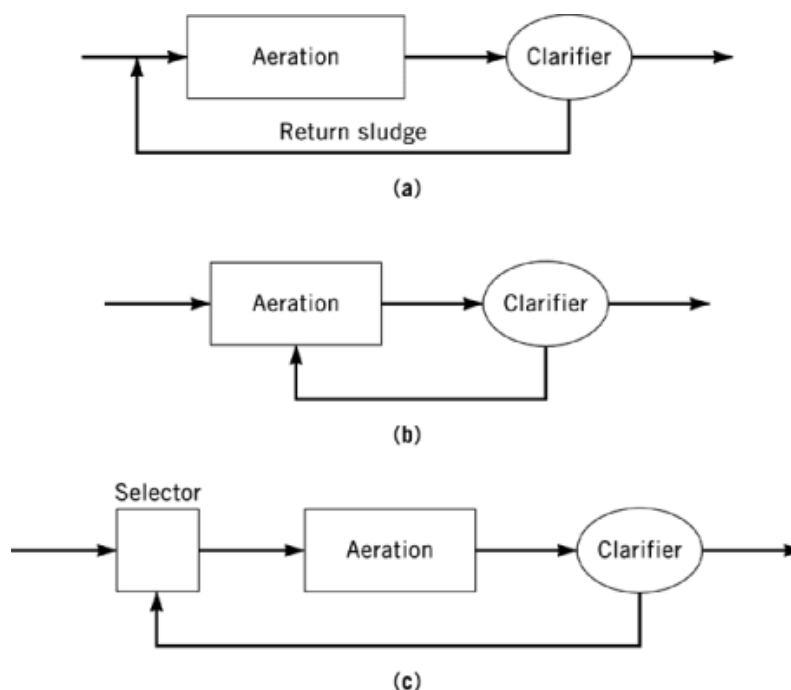 Aeration
Clarifier
Return sludge
(a)
Aeration
Clarifier
(b)
Selector
Aeration
Clarifier
(c)